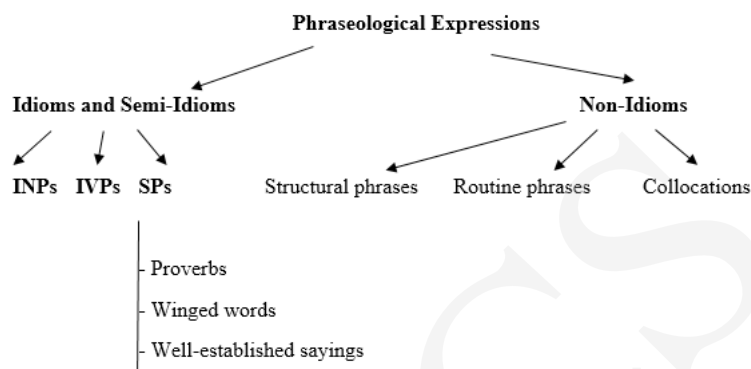 Phraseological Expressions
Idioms and Semi-Idioms Non-Idioms
INPs IVPs SPs Structural phrases Routine phrases Collocations
- Proverbs
- Winged words
- Well-established sayings